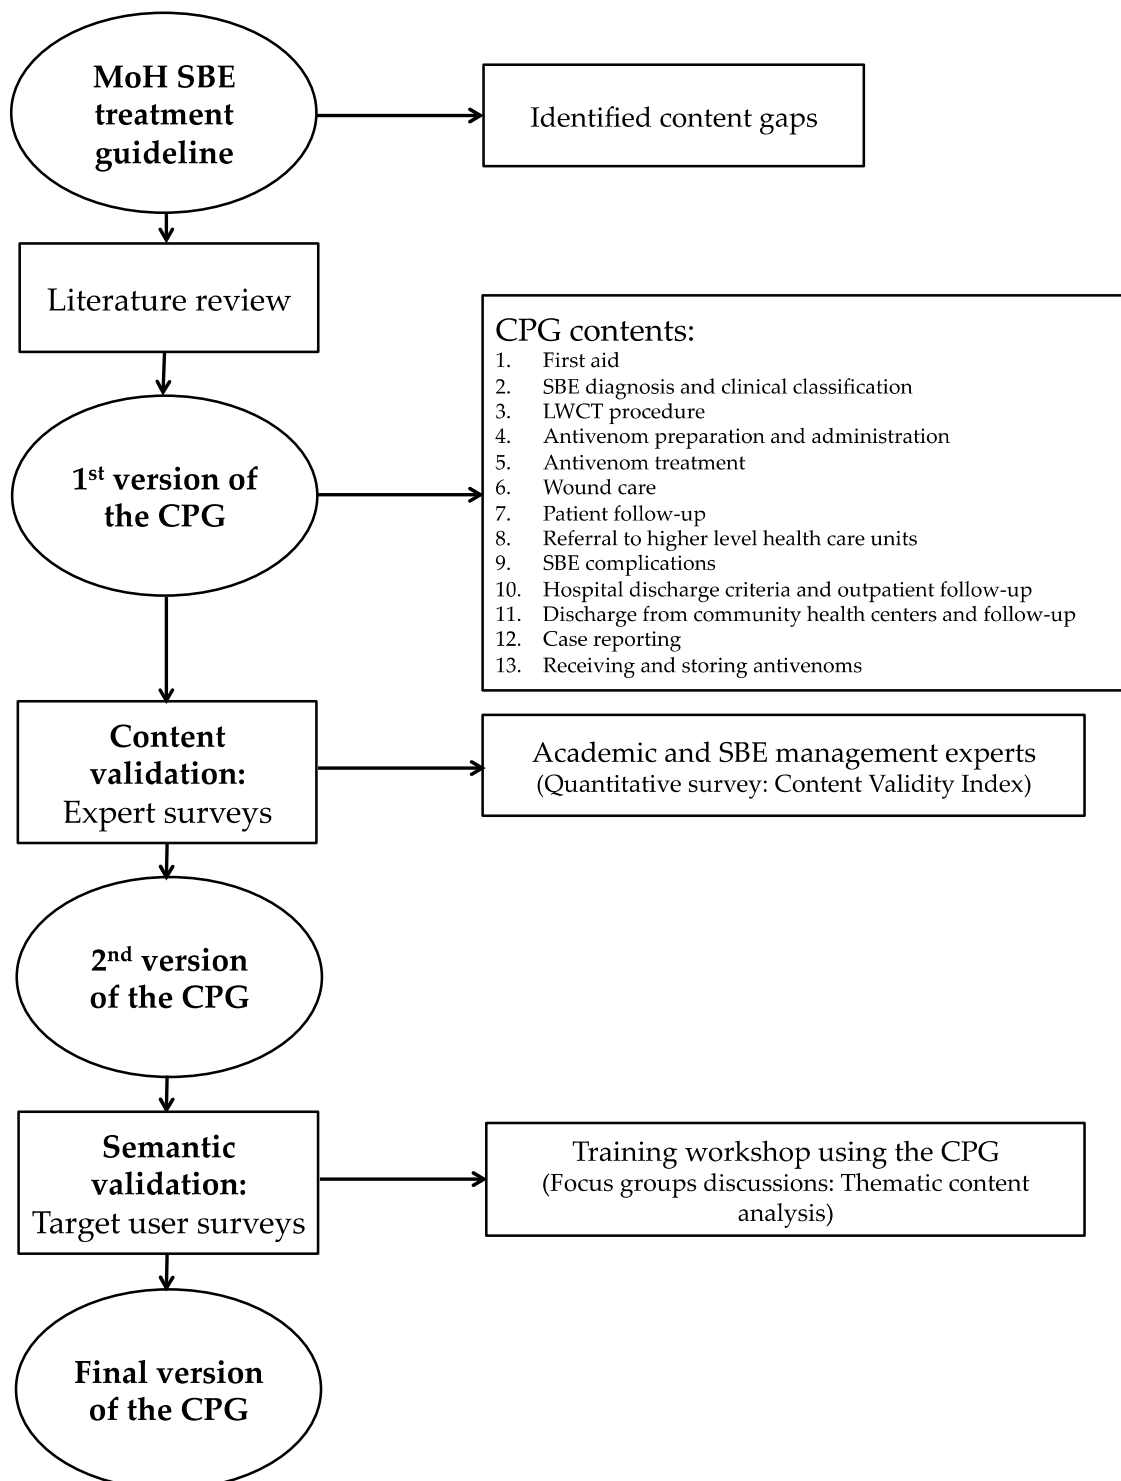 MoH SBE
treatment
guideline
Identified content gaps
Literature review
1st version of
the CPG
CPG contents:
1. First aid
2. SBE diagnosis and clinical classification
3. LWCT procedure
4. Antivenom preparation and administration
5. Antivenom treatment
6. Wound care
7. Patient follow-up
8. Referral to higher level health care units
9. SBE complications
10. Hospital discharge criteria and outpatient follow-up
11. Discharge from community health centers and follow-up
12. Case reporting
13. Receiving and storing antivenoms
Content
validation:
Expert surveys
Academic and SBE management experts
(Quantitative survey: Content Validity Index)
2nd version
of the CPG
Semantic
validation:
Target user surveys
Training workshop using the CPG
(Focus groups discussions: Thematic content
analysis)
Final version
of the CPG